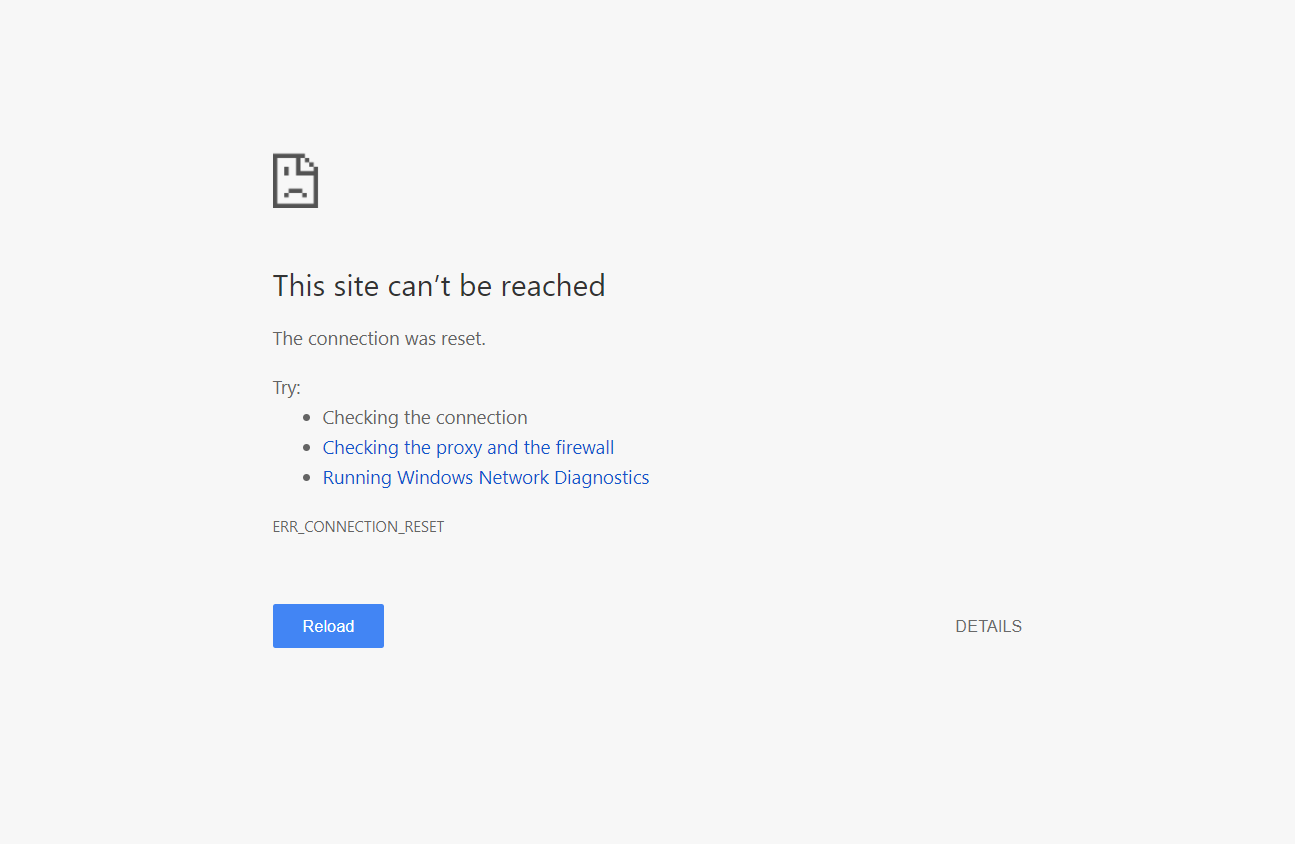 This site can’t be reached
The connection was reset.
Try:
• Checking the connection
• Checking the proxy and the firewall
• Running Windows Network Diagnostics
ERR_CONNECTION_RESET
Reload
DETAILS